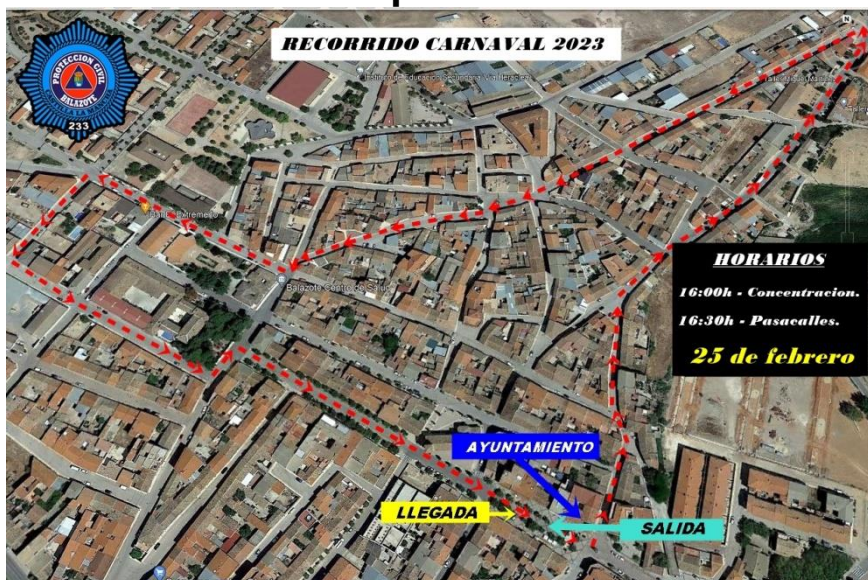 RECORRIDO CARNAVAL 2023
N
PROTECCION CIVIL
BALAZOTE
233
Balazote Centro de Salud
HORARIOS
16:00h - Concentracion.
16:30h - Pasacalles.
25 de febrero
AYUNTAMIENTO
LLEGADA
SALIDA